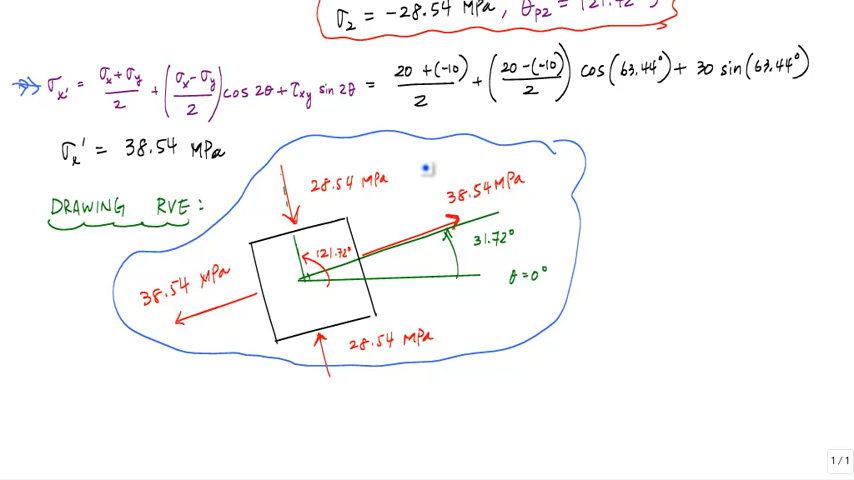 σ₂ = -28.54 MPa, θp2 = 121.72°
σx' = (σx + σy)/2 + ((σx - σy)/2) cos 2θ + τxy sin 2θ = (20 + (-10))/2 + ((20 - (-10))/2) cos(63.44°) + 30 sin(63.44°)
σx' = 38.54 MPa
DRAWING RVE:
28.54 MPa
38.54 MPa
31.72°
121.72°
θ = 0°
38.54 MPa
28.54 MPa
1 / 1